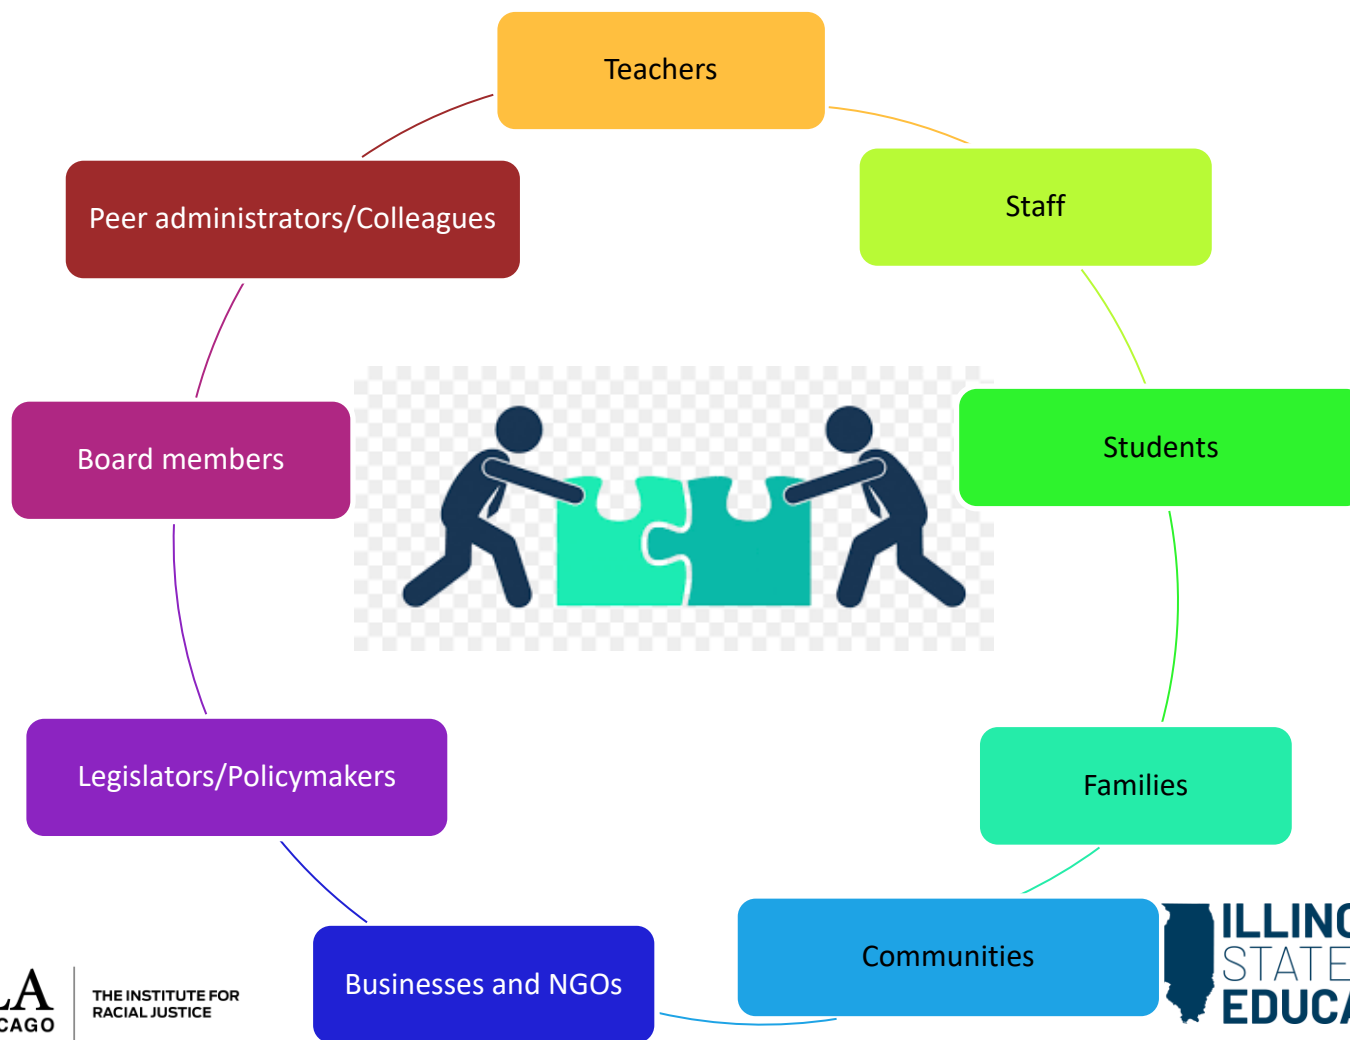 Teachers
Staff
Students
Families
Communities
Businesses and NGOs
Legislators/Policymakers
Board members
Peer administrators/Colleagues
THE INSTITUTE FOR
RACIAL JUSTICE
STATE